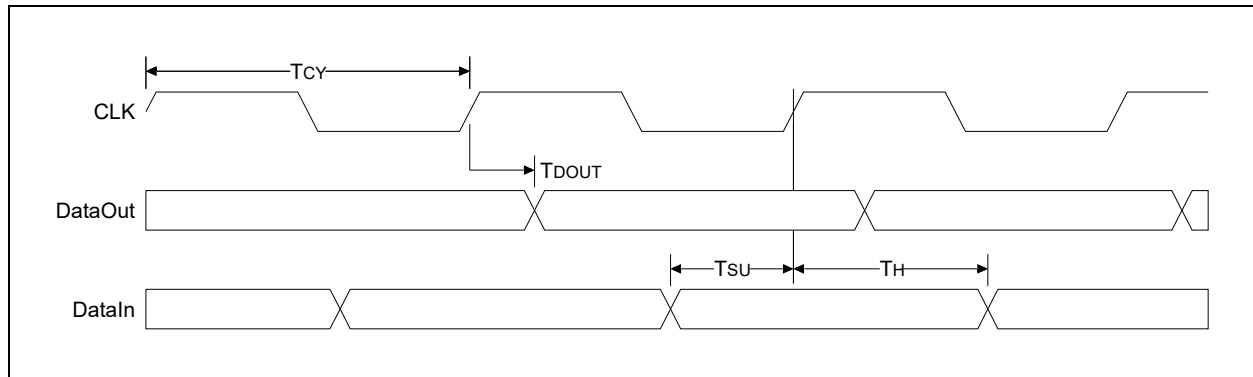 TCY
CLK
TDOUT
DataOut
TSU
TH
DataIn